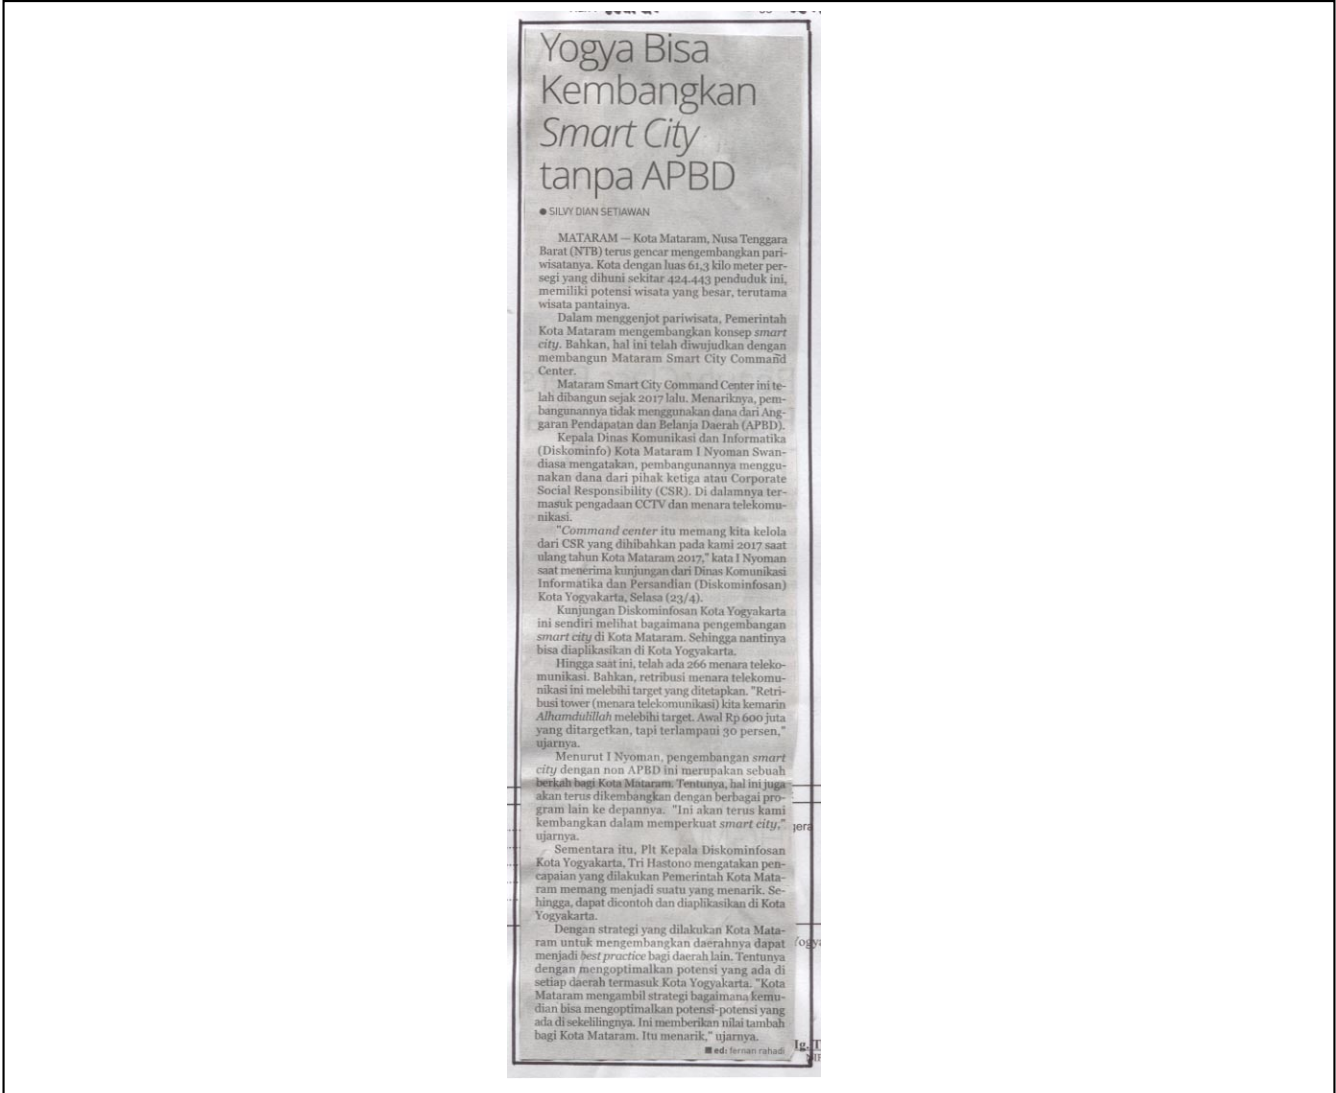 Yogya Bisa
Kembangkan
Smart City
tanpa APBD
● SILVY DIAN SETIAWAN
MATARAM — Kota Mataram, Nusa Tenggara
Barat (NTB) terus gencar mengembangkan pari-
wisatanya. Kota dengan luas 61,3 kilo meter per-
segi yang dihuni sekitar 424.443 penduduk ini,
memiliki potensi wisata yang besar, terutama
wisata pantainya.
Dalam menggenjot pariwisata, Pemerintah
Kota Mataram mengembangkan konsep smart
city. Bahkan, hal ini telah diwujudkan dengan
membangun Mataram Smart City Command
Center.
Mataram Smart City Command Center ini te-
lah dibangun sejak 2017 lalu. Menariknya, pem-
bangunannya tidak menggunakan dana dari Ang-
garan Pendapatan dan Belanja Daerah (APBD).
Kepala Dinas Komunikasi dan Informatika
(Diskominfo) Kota Mataram I Nyoman Swan-
diasa mengatakan, pembangunannya menggu-
nakan dana dari pihak ketiga atau Corporate
Social Responsibility (CSR). Di dalamnya ter-
masuk pengadaan CCTV dan menara telekomu-
nikasi.
"Command center itu memang kita kelola
dari CSR yang dihibahkan pada kami 2017 saat
ulang tahun Kota Mataram 2017," kata I Nyoman
saat menerima kunjungan dari Dinas Komunikasi
Informatika dan Persandian (Diskominfosan)
Kota Yogyakarta, Selasa (23/4).
Kunjungan Diskominfosan Kota Yogyakarta
ini sendiri melihat bagaimana pengembangan
smart city di Kota Mataram. Sehingga nantinya
bisa diaplikasikan di Kota Yogyakarta.
Hingga saat ini, telah ada 266 menara teleko-
munikasi. Bahkan, retribusi menara telekomu-
nikasi ini melebihi target yang ditetapkan. "Retri-
busi tower (menara telekomunikasi) kita kemarin
Alhamdulillah melebihi target. Awal Rp 600 juta
yang ditargetkan, tapi terlampaui 30 persen,"
ujarnya.
Menurut I Nyoman, pengembangan smart
city dengan non APBD ini merupakan sebuah
berkah bagi Kota Mataram. Tentunya, hal ini juga
akan terus dikembangkan dengan berbagai pro-
gram lain ke depannya. "Ini akan terus kami
kembangkan dalam memperkuat smart city,"
ujarnya.
Sementara itu, Plt Kepala Diskominfosan
Kota Yogyakarta, Tri Hastono mengatakan pen-
capaian yang dilakukan Pemerintah Kota Mata-
ram memang menjadi suatu yang menarik. Se-
hingga, dapat dicontoh dan diaplikasikan di Kota
Yogyakarta.
Dengan strategi yang dilakukan Kota Mata-
ram untuk mengembangkan daerahnya dapat
menjadi best practice bagi daerah lain. Tentunya
dengan mengoptimalkan potensi yang ada di
setiap daerah termasuk Kota Yogyakarta. "Kota
Mataram mengambil strategi bagaimana kemu-
dian bisa mengoptimalkan potensi-potensi yang
ada di sekelilingnya. Ini memberikan nilai tambah
bagi Kota Mataram. Itu menarik," ujarnya.
■ ed: fernan rahadi